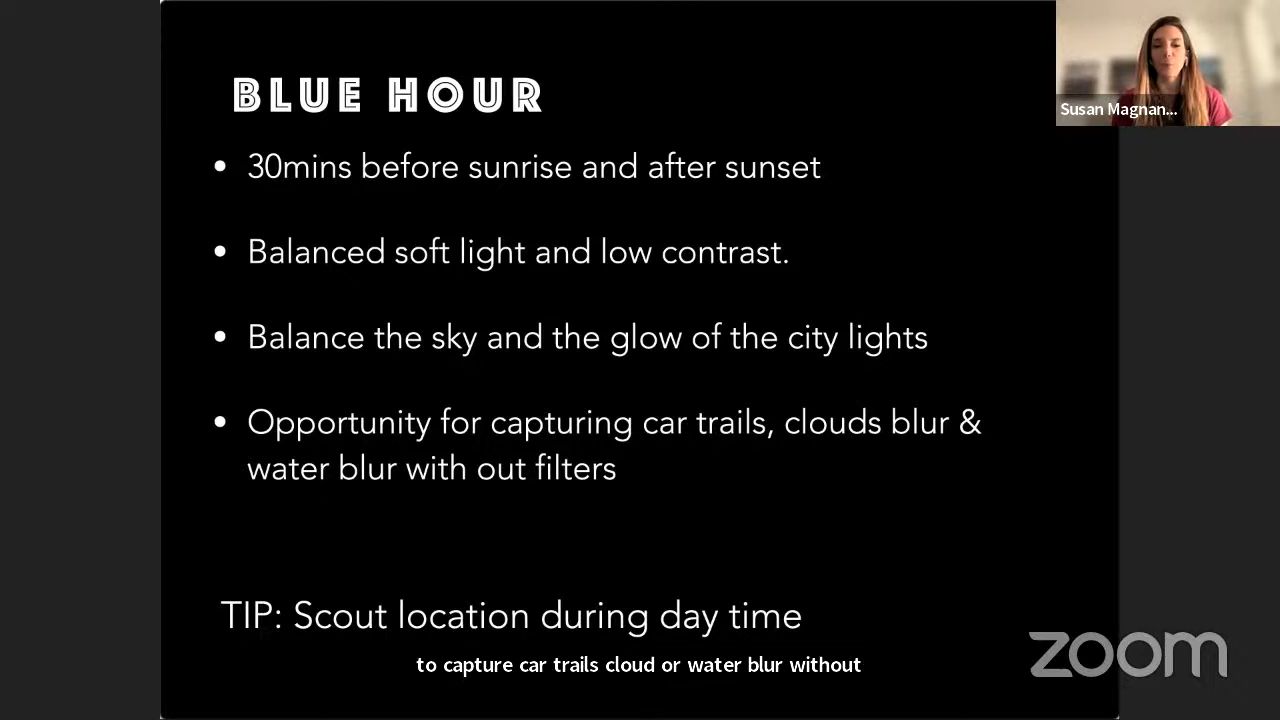 BLUE HOUR
Susan Magnan...
• 30mins before sunrise and after sunset
• Balanced soft light and low contrast.
• Balance the sky and the glow of the city lights
• Opportunity for capturing car trails, clouds blur &
water blur with out filters
TIP: Scout location during day time
to capture car trails cloud or water blur without
zoom